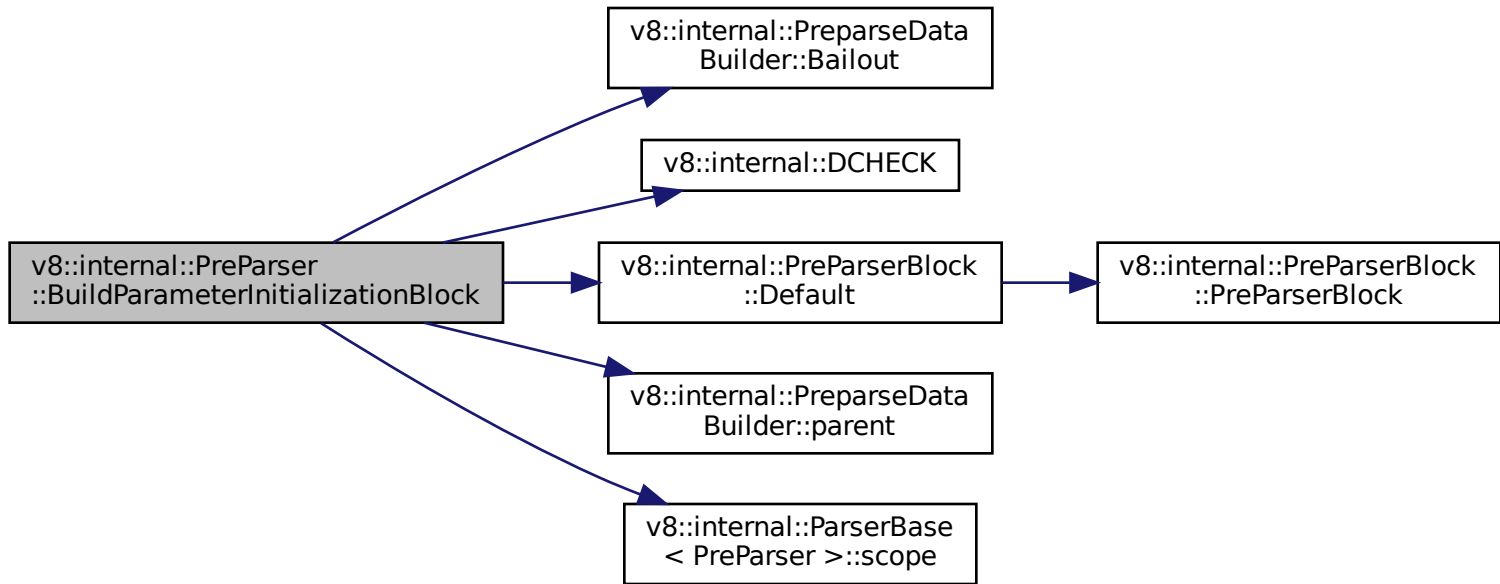 v8::internal::PreparseData
Builder::Bailout
v8::internal::DCHECK
v8::internal::PreParser
::BuildParameterInitializationBlock
v8::internal::PreParserBlock
::Default
v8::internal::PreParserBlock
::PreParserBlock
v8::internal::PreparseData
Builder::parent
v8::internal::ParserBase
< PreParser >::scope